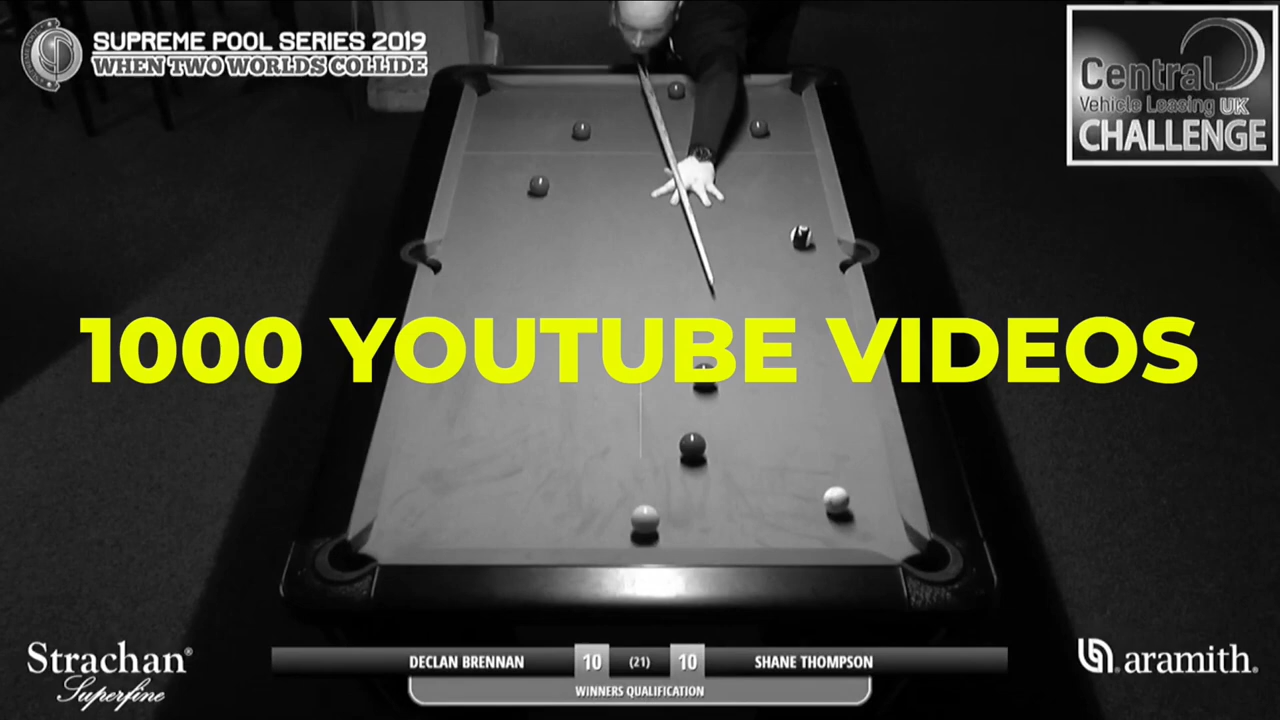 SUPREME POOL SERIES 2019
WHEN TWO WORLDS COLLIDE
Central
Vehicle Leasing UK
CHALLENGE
1000 YOUTUBE VIDEOS
DECLAN BRENNAN 10 (21) 10 SHANE THOMPSON
WINNERS QUALIFICATION
Strachan®
Superfine
aramith.